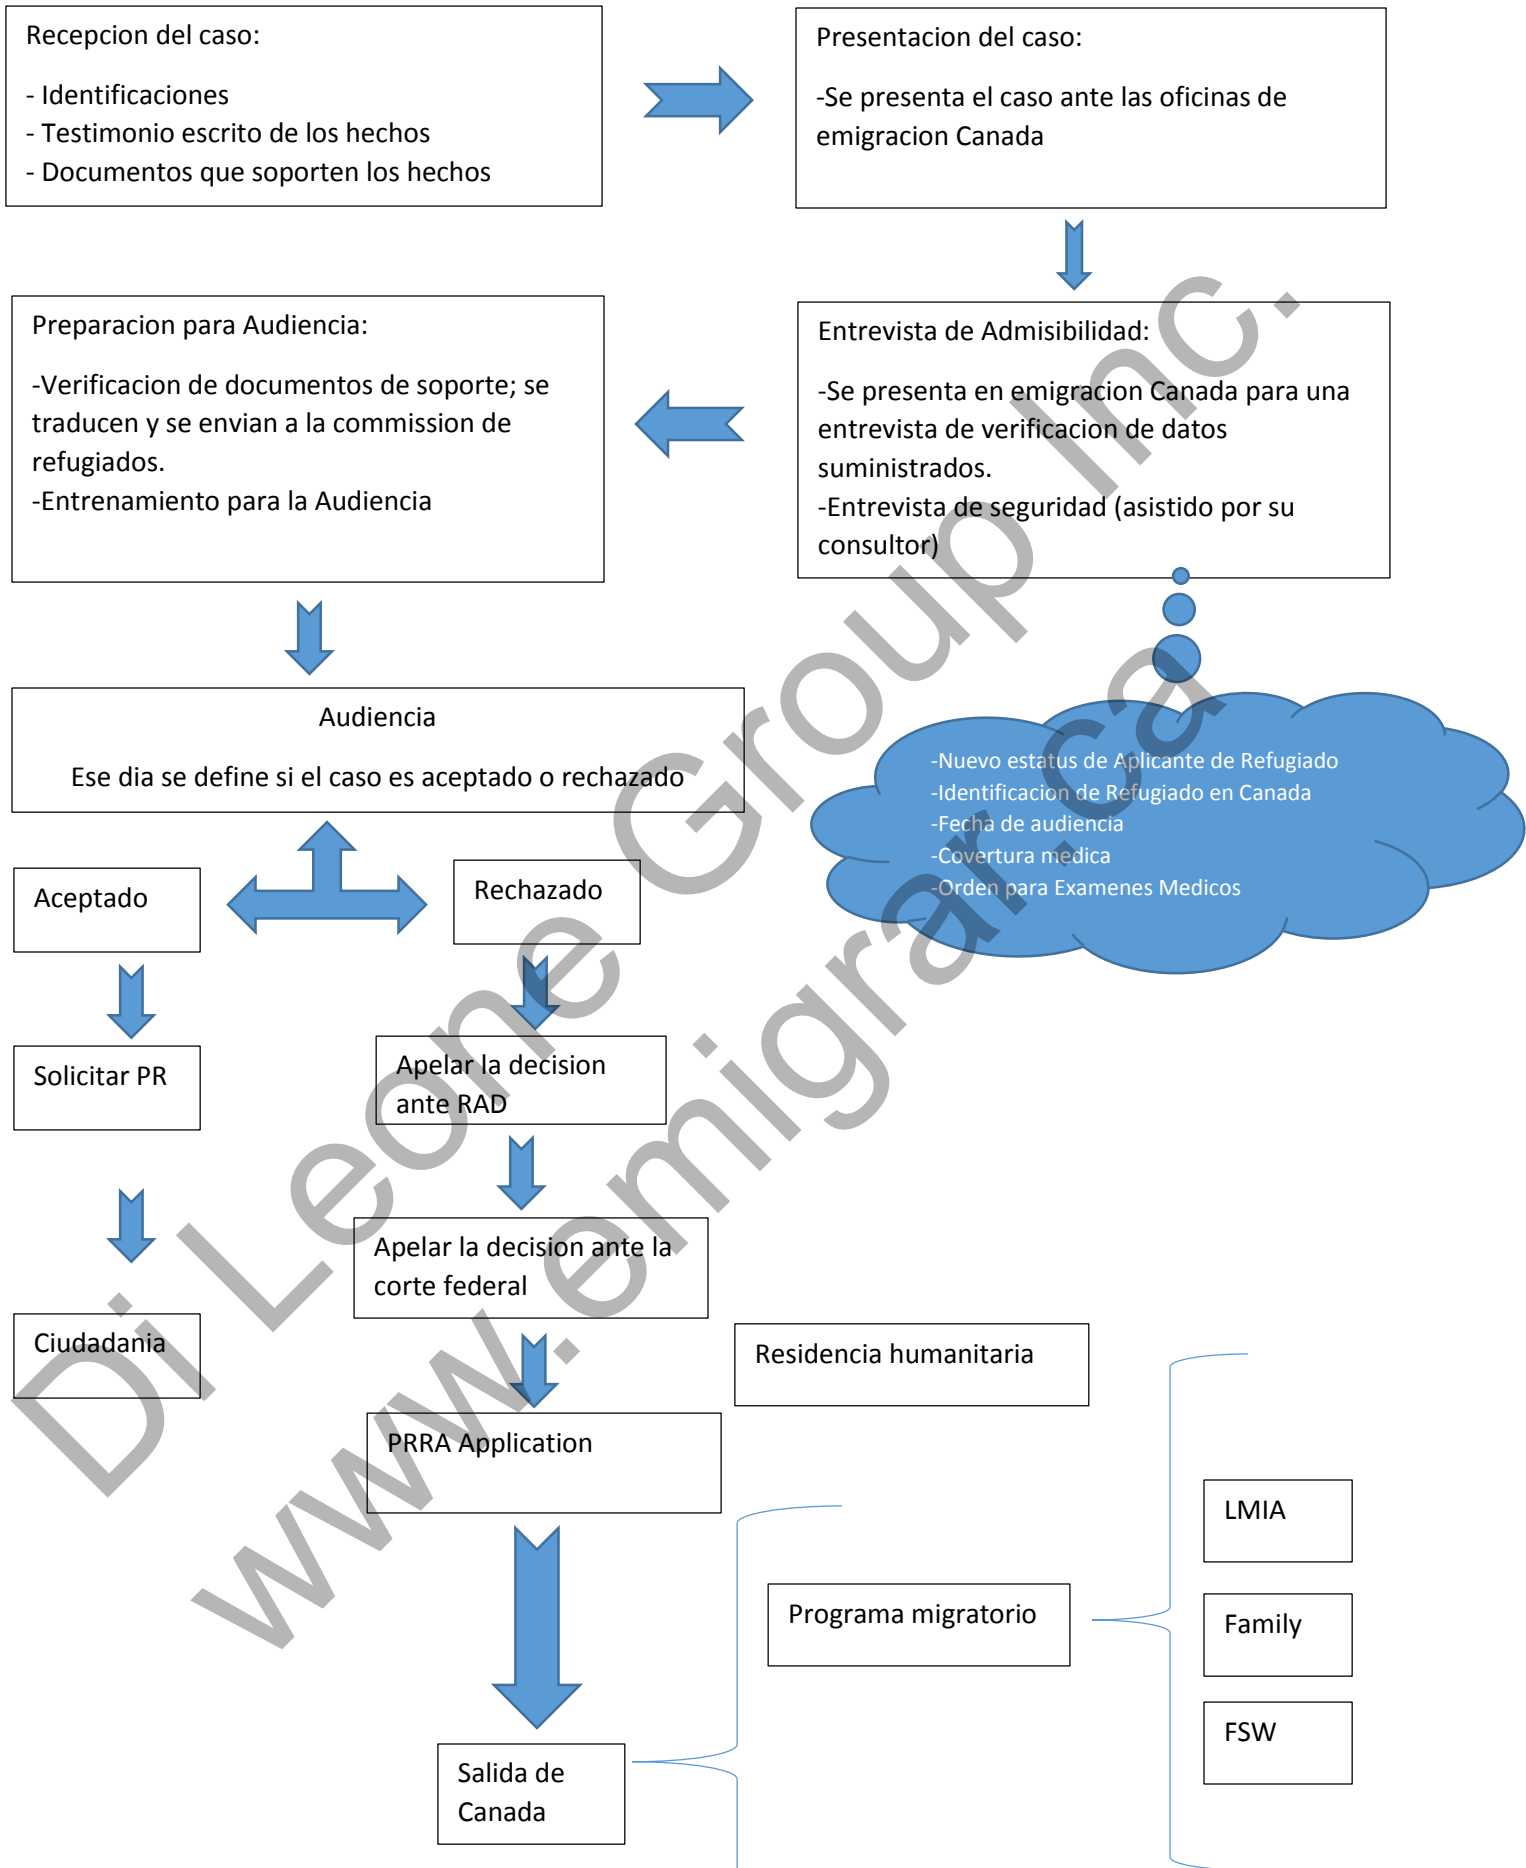 Recepcion del caso:
- Identificaciones
- Testimonio escrito de los hechos
- Documentos que soporten los hechos
Presentacion del caso:
-Se presenta el caso ante las oficinas de
emigracion Canada
Preparacion para Audiencia:
-Verificacion de documentos de soporte; se
traducen y se envian a la commission de
refugiados.
-Entrenamiento para la Audiencia
Entrevista de Admisibilidad:
-Se presenta en emigracion Canada para una
entrevista de verificacion de datos
suministrados.
-Entrevista de seguridad (asistido por su
consultor)
Audiencia
Ese dia se define si el caso es aceptado o rechazado
-Nuevo estatus de Aplicante de Refugiado
-Identificacion de Refugiado en Canada
-Fecha de audiencia
-Covertura medica
-Orden para Examenes Medicos
Aceptado
Rechazado
Solicitar PR
Apelar la decision
ante RAD
Apelar la decision ante la
corte federal
Ciudadania
Residencia humanitaria
PRRA Application
LMIA
Programa migratorio
Family
FSW
Salida de
Canada
Di Leone Group Inc.
www.emigrar.ca